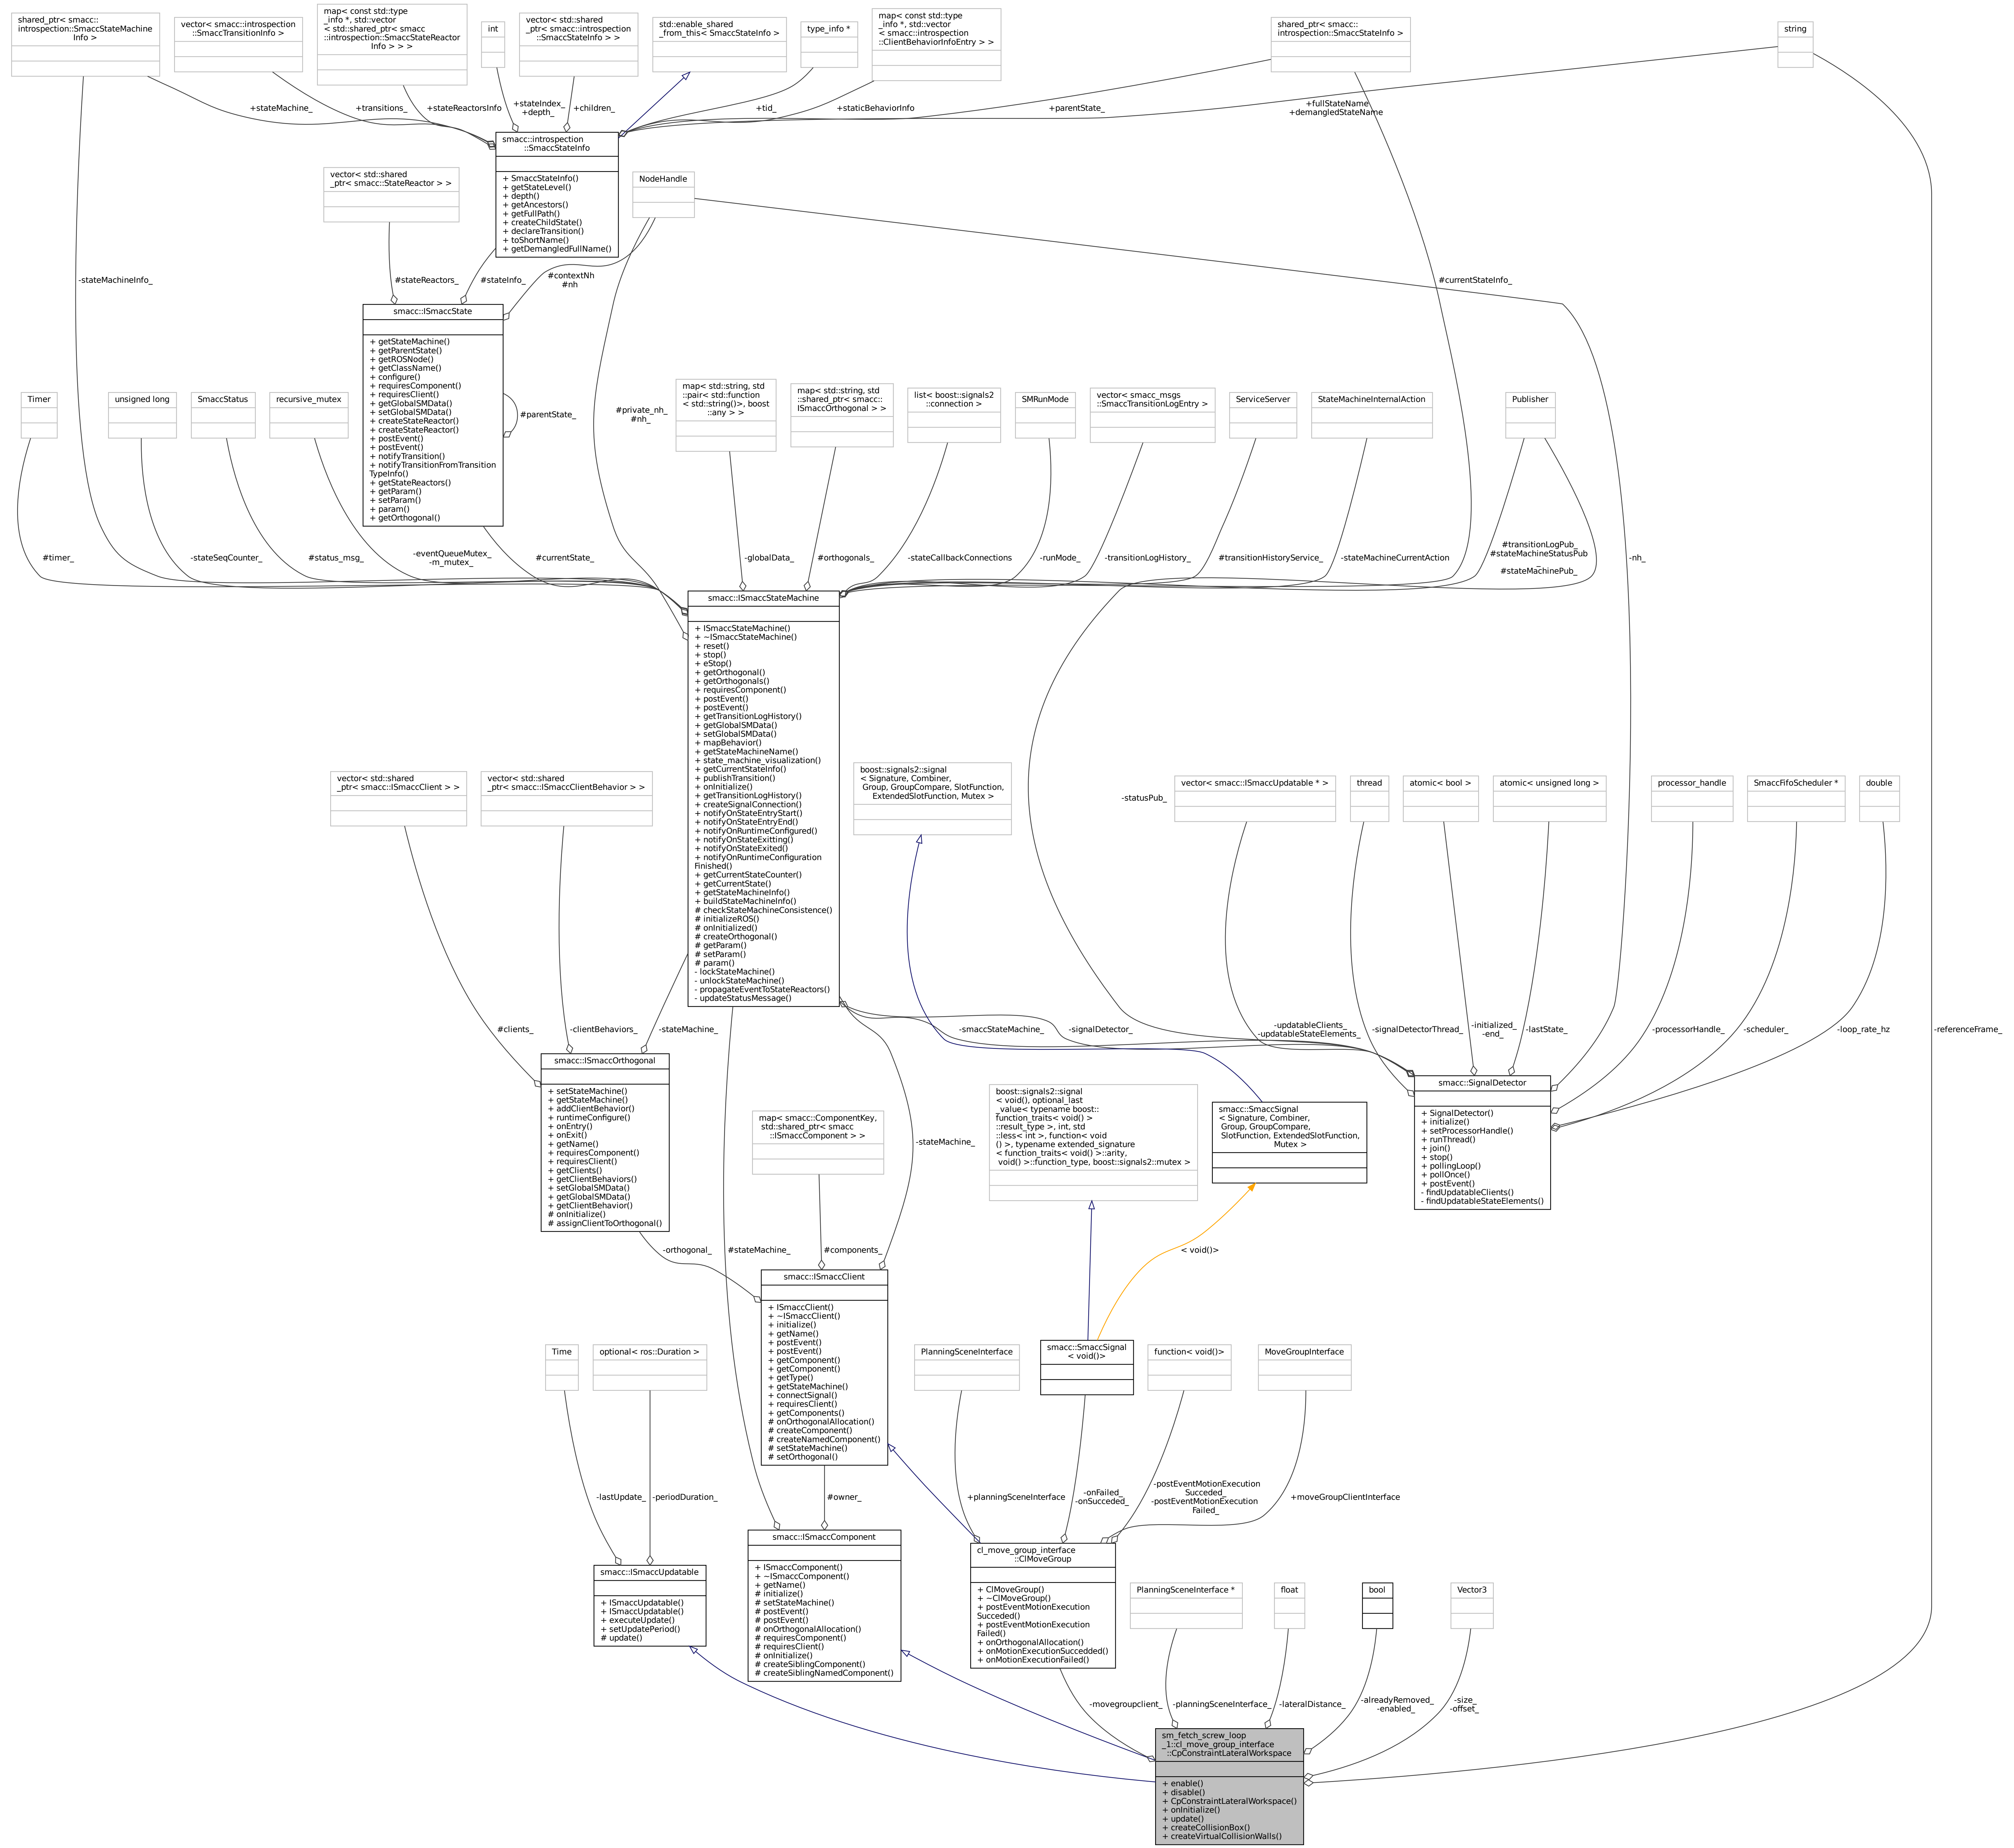 shared_ptr< smacc::
introspection::SmaccStateMachine
Info >
vector< smacc::introspection
::SmaccTransitionInfo >
map< const std::type
_info *, std::vector
< std::shared_ptr< smacc
::introspection::SmaccStateReactor
Info > > >
int
vector< std::shared
_ptr< smacc::introspection
::SmaccStateInfo > >
std::enable_shared
_from_this< SmaccStateInfo >
type_info *
map< const std::type
_info *, std::vector
< smacc::introspection
::ClientBehaviorInfoEntry > >
shared_ptr< smacc::
introspection::SmaccStateInfo >
string
+stateMachine_
+transitions_
+stateReactorsInfo
+stateIndex_
+depth_
+children_
+tid_
+staticBehaviorInfo
+parentState_
+fullStateName
+demangledStateName
smacc::introspection
::SmaccStateInfo
+ SmaccStateInfo()
+ getStateLevel()
+ depth()
+ getAncestors()
+ getFullPath()
+ createChildState()
+ declareTransition()
+ toShortName()
+ getDemangledFullName()
vector< std::shared
_ptr< smacc::StateReactor > >
NodeHandle
-stateMachineInfo_
#stateReactors_
#stateInfo_
#contextNh
#nh
#currentStateInfo_
smacc::ISmaccState
+ getStateMachine()
+ getParentState()
+ getROSNode()
+ getClassName()
+ configure()
+ requiresComponent()
+ requiresClient()
+ getGlobalSMData()
+ setGlobalSMData()
+ createStateReactor()
+ createStateReactor()
+ postEvent()
+ postEvent()
+ notifyTransition()
+ notifyTransitionFromTransition
TypeInfo()
+ getStateReactors()
+ getParam()
+ setParam()
+ param()
+ getOrthogonal()
#parentState_
#private_nh_
#nh_
Timer
unsigned long
SmaccStatus
recursive_mutex
map< std::string, std
::pair< std::function
< std::string()>, boost
::any > >
map< std::string, std
::shared_ptr< smacc::
ISmaccOrthogonal > >
list< boost::signals2
::connection >
SMRunMode
vector< smacc_msgs
::SmaccTransitionLogEntry >
ServiceServer
StateMachineInternalAction
Publisher
#timer_
-stateSeqCounter_
#status_msg_
-eventQueueMutex_
-m_mutex_
#currentState_
-globalData_
#orthogonals_
-stateCallbackConnections
-runMode_
-transitionLogHistory_
#transitionHistoryService_
-stateMachineCurrentAction
#transitionLogPub_
#stateMachineStatusPub
_
#stateMachinePub_
-nh_
smacc::ISmaccStateMachine
+ ISmaccStateMachine()
+ ~ISmaccStateMachine()
+ reset()
+ stop()
+ eStop()
+ getOrthogonal()
+ getOrthogonals()
+ requiresComponent()
+ postEvent()
+ postEvent()
+ getTransitionLogHistory()
+ getGlobalSMData()
+ setGlobalSMData()
+ mapBehavior()
+ getStateMachineName()
+ state_machine_visualization()
+ getCurrentStateInfo()
+ publishTransition()
+ onInitialize()
+ getTransitionLogHistory()
+ createSignalConnection()
+ notifyOnStateEntryStart()
+ notifyOnStateEntryEnd()
+ notifyOnRuntimeConfigured()
+ notifyOnStateExitting()
+ notifyOnStateExited()
+ notifyOnRuntimeConfiguration
Finished()
+ getCurrentStateCounter()
+ getCurrentState()
+ getStateMachineInfo()
+ buildStateMachineInfo()
# checkStateMachineConsistence()
# initializeROS()
# onInitialized()
# createOrthogonal()
# getParam()
# setParam()
# param()
- lockStateMachine()
- unlockStateMachine()
- propagateEventToStateReactors()
- updateStatusMessage()
vector< std::shared
_ptr< smacc::ISmaccClient > >
vector< std::shared
_ptr< smacc::ISmaccClientBehavior > >
boost::signals2::signal
< Signature, Combiner,
Group, GroupCompare, SlotFunction,
ExtendedSlotFunction, Mutex >
-statusPub_
vector< smacc::ISmaccUpdatable * >
thread
atomic< bool >
atomic< unsigned long >
processor_handle
SmaccFifoScheduler *
double
#clients_
-clientBehaviors_
-stateMachine_
-smaccStateMachine_
-signalDetector_
-updatableClients_
-updatableStateElements_
-signalDetectorThread_
-initialized_
-end_
-lastState_
-processorHandle_
-scheduler_
-loop_rate_hz
-referenceFrame_
smacc::ISmaccOrthogonal
+ setStateMachine()
+ getStateMachine()
+ addClientBehavior()
+ runtimeConfigure()
+ onEntry()
+ onExit()
+ getName()
+ requiresComponent()
+ requiresClient()
+ getClients()
+ getClientBehaviors()
+ setGlobalSMData()
+ getGlobalSMData()
+ getClientBehavior()
# onInitialize()
# assignClientToOrthogonal()
map< smacc::ComponentKey,
std::shared_ptr< smacc
::ISmaccComponent > >
-stateMachine_
boost::signals2::signal
< void(), optional_last
_value< typename boost::
function_traits< void() >
::result_type >, int, std
::less< int >, function< void
() >, typename extended_signature
< function_traits< void() >::arity,
void() >::function_type, boost::signals2::mutex >
smacc::SmaccSignal
< Signature, Combiner,
Group, GroupCompare,
SlotFunction, ExtendedSlotFunction,
Mutex >
smacc::SignalDetector
+ SignalDetector()
+ initialize()
+ setProcessorHandle()
+ runThread()
+ join()
+ stop()
+ pollingLoop()
+ pollOnce()
+ postEvent()
- findUpdatableClients()
- findUpdatableStateElements()
-orthogonal_
#stateMachine_
#components_
< void()>
smacc::ISmaccClient
+ ISmaccClient()
+ ~ISmaccClient()
+ initialize()
+ getName()
+ postEvent()
+ postEvent()
+ getComponent()
+ getComponent()
+ getType()
+ getStateMachine()
+ connectSignal()
+ requiresClient()
+ getComponents()
# onOrthogonalAllocation()
# createComponent()
# createNamedComponent()
# setStateMachine()
# setOrthogonal()
Time
optional< ros::Duration >
PlanningSceneInterface
smacc::SmaccSignal
< void()>
function< void()>
MoveGroupInterface
-lastUpdate_
-periodDuration_
#owner_
+planningSceneInterface
-onFailed_
-onSucceded_
-postEventMotionExecution
Succeded_
-postEventMotionExecution
Failed_
+moveGroupClientInterface
smacc::ISmaccUpdatable
+ ISmaccUpdatable()
+ ISmaccUpdatable()
+ executeUpdate()
+ setUpdatePeriod()
# update()
smacc::ISmaccComponent
+ ISmaccComponent()
+ ~ISmaccComponent()
+ getName()
# initialize()
# setStateMachine()
# postEvent()
# postEvent()
# onOrthogonalAllocation()
# requiresComponent()
# requiresClient()
# onInitialize()
# createSiblingComponent()
# createSiblingNamedComponent()
cl_move_group_interface
::ClMoveGroup
+ ClMoveGroup()
+ ~ClMoveGroup()
+ postEventMotionExecution
Succeded()
+ postEventMotionExecution
Failed()
+ onOrthogonalAllocation()
+ onMotionExecutionSuccedded()
+ onMotionExecutionFailed()
PlanningSceneInterface *
float
bool
Vector3
-movegroupclient_
-planningSceneInterface_
-lateralDistance_
-alreadyRemoved_
-enabled_
-size_
-offset_
sm_fetch_screw_loop
_1::cl_move_group_interface
::CpConstraintLateralWorkspace
+ enable()
+ disable()
+ CpConstraintLateralWorkspace()
+ onInitialize()
+ update()
+ createCollisionBox()
+ createVirtualCollisionWalls()